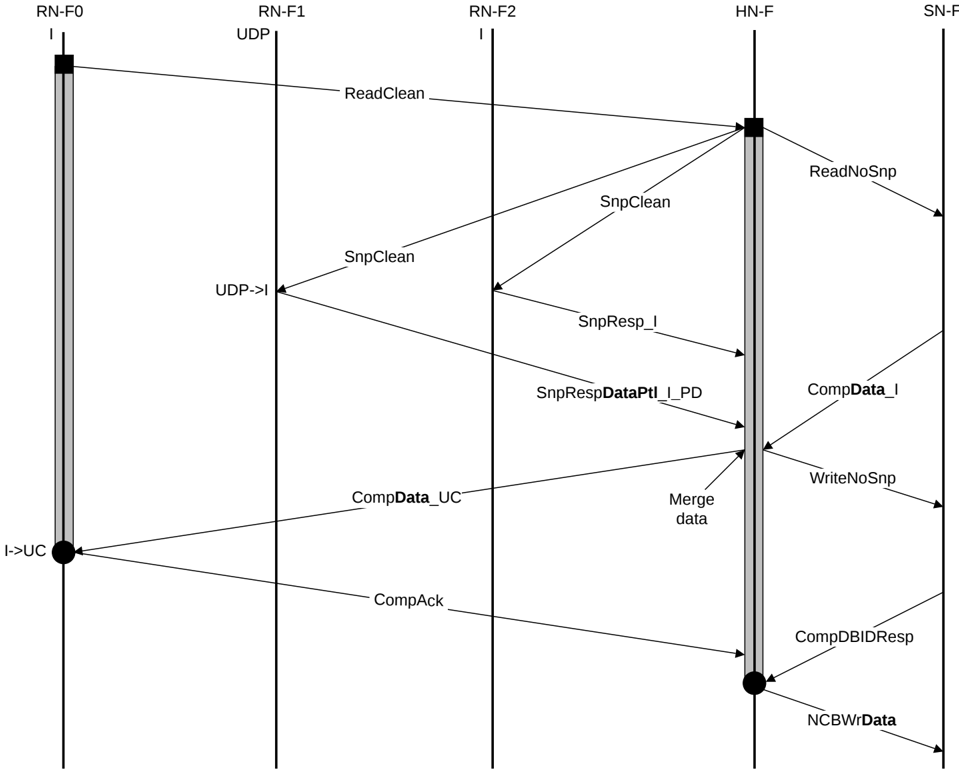 RN-F0
RN-F1
RN-F2
HN-F
SN-F
I
UDP
I
ReadClean
ReadNoSnp
SnpClean
SnpClean
UDP->I
SnpResp_I
SnpRespDataPtl_I_PD
CompData_I
WriteNoSnp
CompData_UC
Merge
data
I->UC
CompAck
CompDBIDResp
NCBWrData